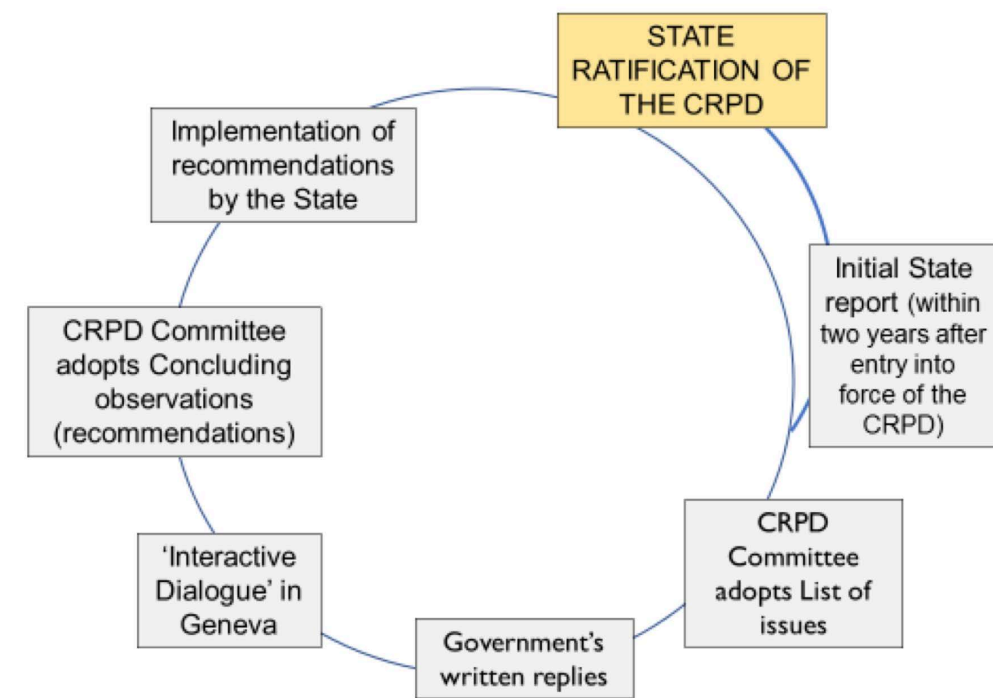 STATE
RATIFICATION OF
THE CRPD
Initial State
report (within
two years after
entry into
force of the
CRPD)
CRPD
Committee
adopts List of
issues
Government's
written replies
‘Interactive
Dialogue’ in
Geneva
CRPD Committee
adopts Concluding
observations
(recommendations)
Implementation of
recommendations
by the State